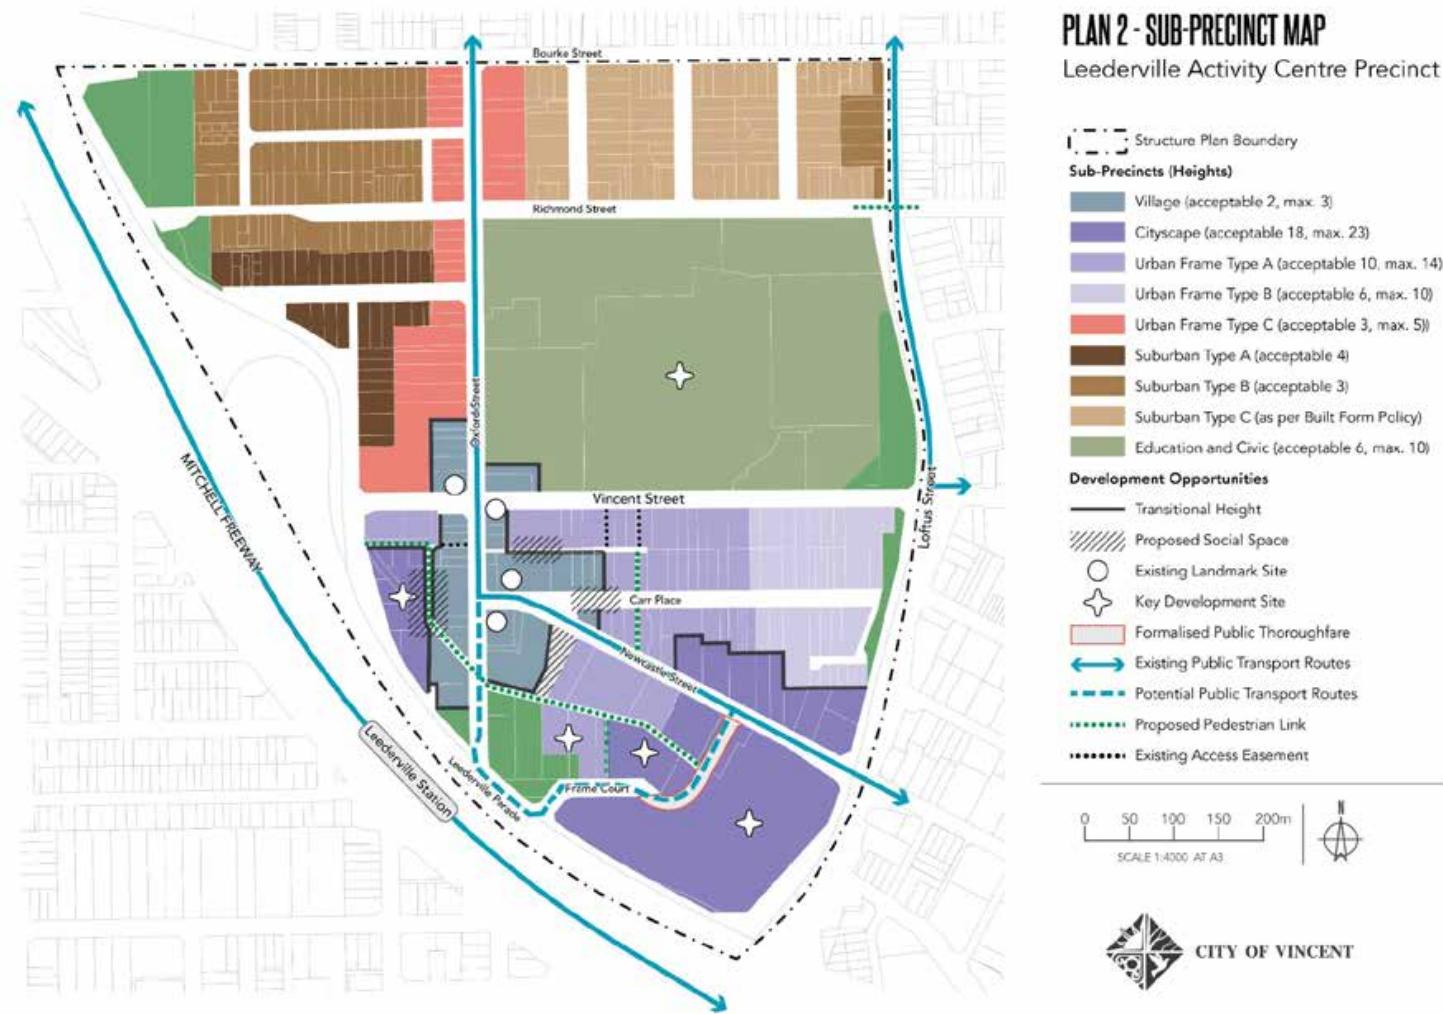 PLAN 2 - SUB-PRECINCT MAP
Leederville Activity Centre Precinct
Structure Plan Boundary
Sub-Precincts (Heights)
Village (acceptable 2, max. 3)
Cityscape (acceptable 18, max. 23)
Urban Frame Type A (acceptable 10, max. 14)
Urban Frame Type B (acceptable 6, max. 10)
Urban Frame Type C (acceptable 3, max. 5))
Suburban Type A (acceptable 4)
Suburban Type B (acceptable 3)
Suburban Type C (as per Built Form Policy)
Education and Civic (acceptable 6, max. 10)
Development Opportunities
Transitional Height
Proposed Social Space
Existing Landmark Site
Key Development Site
Formalised Public Thoroughfare
Existing Public Transport Routes
Potential Public Transport Routes
Proposed Pedestrian Link
Existing Access Easement
0 50 100 150 200m
SCALE 1:4000 AT A3
N
CITY OF VINCENT
Bourke Street
Richmond Street
Oxford Street
Vincent Street
Loftus Street
MITCHELL FREEWAY
Carr Place
Newcastle Street
Leederville Station
Leederville Parade
Frame Court